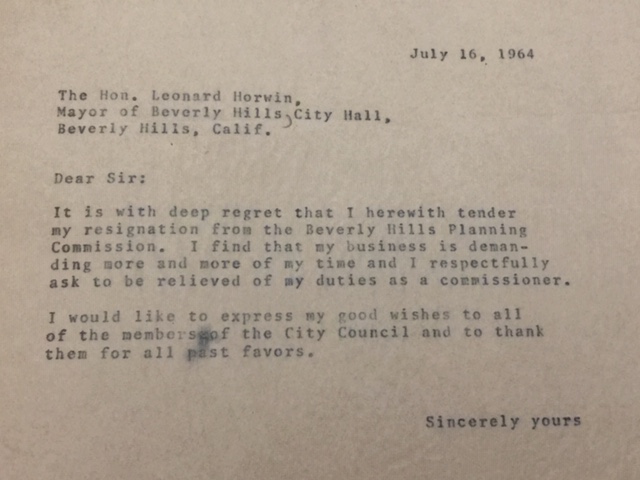 July 16, 1964
The Hon. Leonard Horwin,
Mayor of Beverly Hills, City Hall,
Beverly Hills, Calif.
Dear Sir:
It is with deep regret that I herewith tender
my resignation from the Beverly Hills Planning
Commission. I find that my business is deman-
ding more and more of my time and I respectfully
ask to be relieved of my duties as a commissioner.
I would like to express my good wishes to all
of the members of the City Council and to thank
them for all past favors.
Sincerely yours